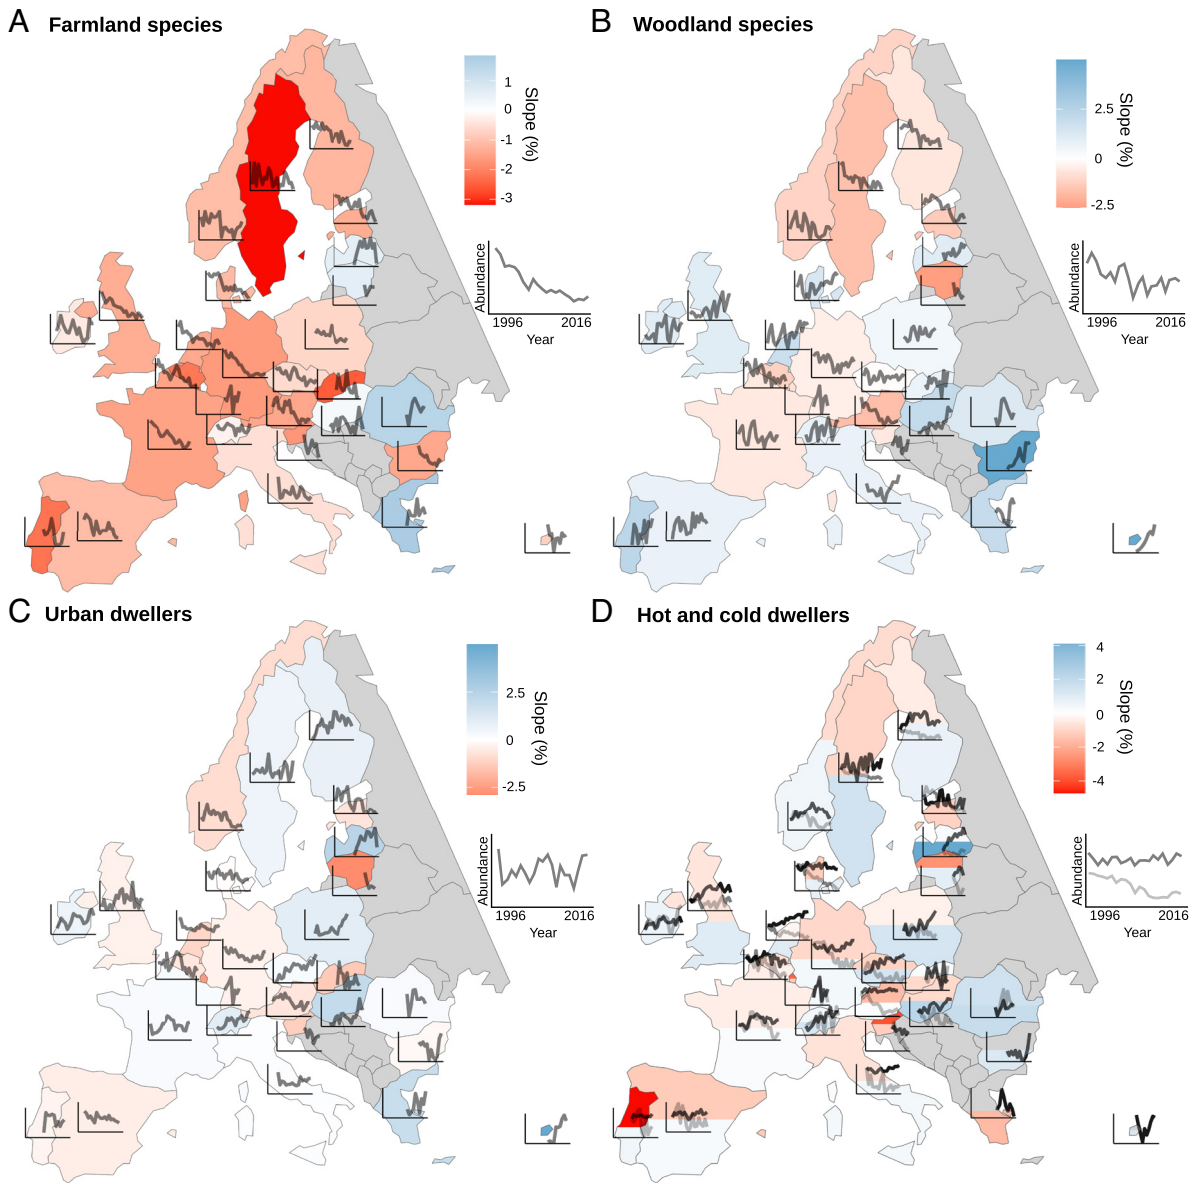 A Farmland species
1
0
-1
-2
-3
Slope (%)
Abundance
1996 2016
Year
B Woodland species
2.5
0
-2.5
Slope (%)
Abundance
1996 2016
Year
C Urban dwellers
2.5
0
-2.5
Slope (%)
Abundance
1996 2016
Year
D Hot and cold dwellers
4
2
0
-2
-4
Slope (%)
Abundance
1996 2016
Year